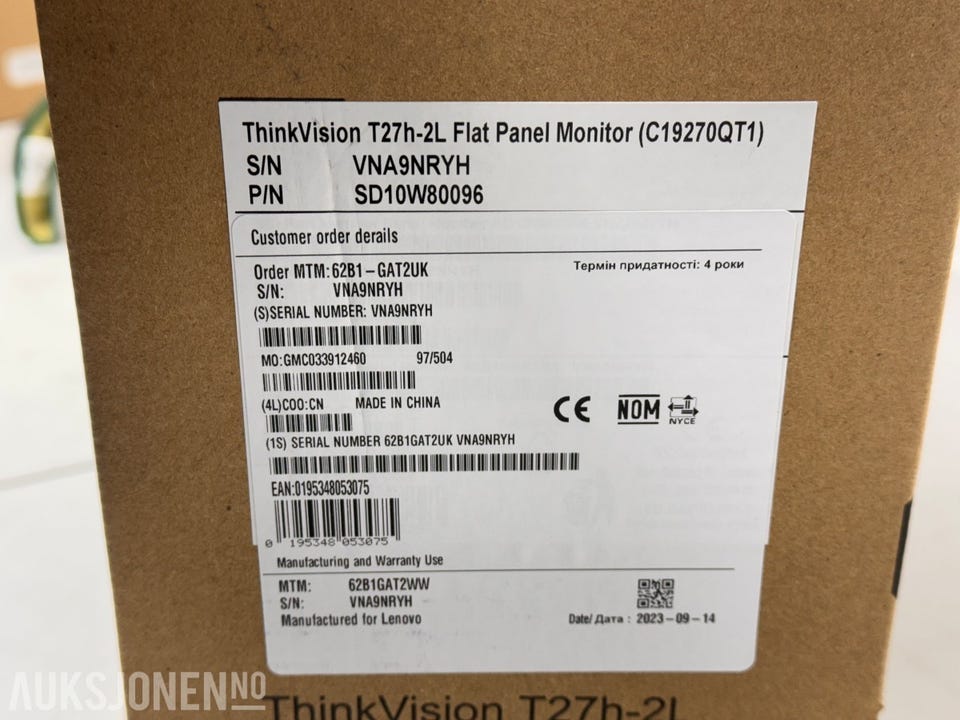 ThinkVision T27h-2L Flat Panel Monitor (C19270QT1)
S/N VNA9NRYH
P/N SD10W80096
Customer order derails
Order MTM: 62B1-GAT2UK
Термін придатності: 4 роки
S/N: VNA9NRYH
(S)SERIAL NUMBER: VNA9NRYH
MO:GMC033912460 97/504
(4L)COO:CN MADE IN CHINA
CE NOM NYCE
(1S) SERIAL NUMBER 62B1GAT2UK VNA9NRYH
EAN:0195348053075
0 195348 053075
Manufacturing and Warranty Use
MTM: 62B1GAT2WW
S/N: VNA9NRYH
Manufactured for Lenovo
Date/Дата : 2023-09-14
ThinkVision T27h-2L
AUKSJONEN NO